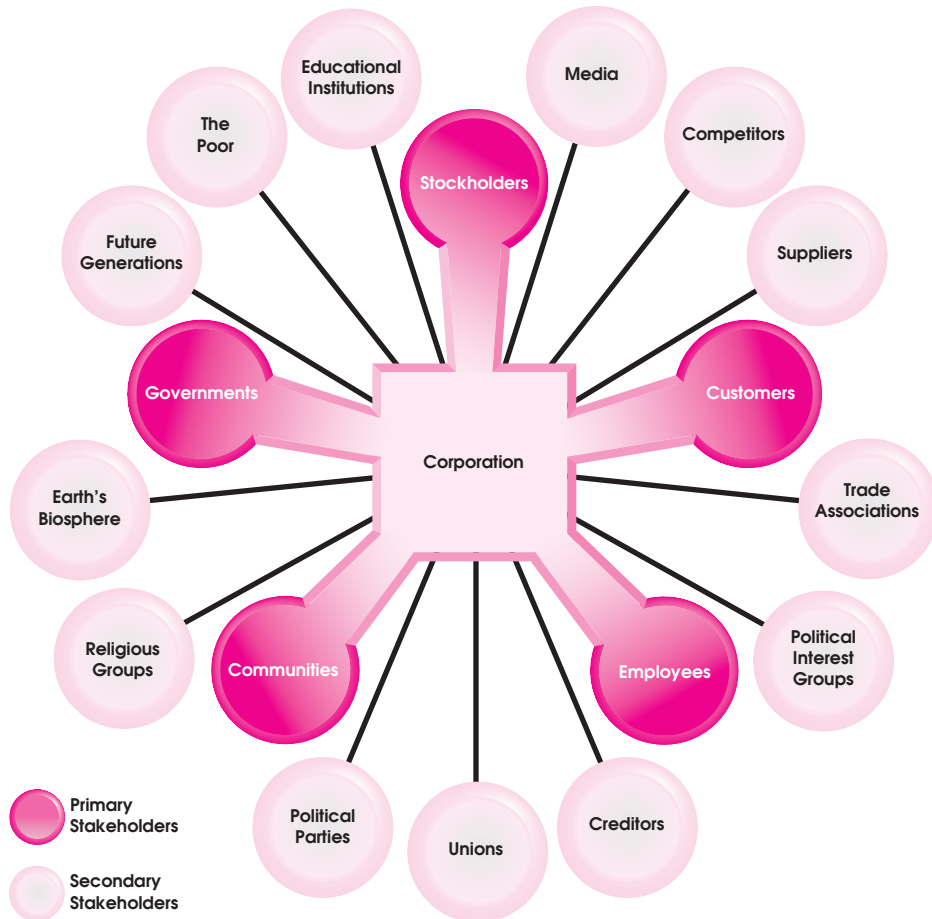 Educational
Institutions
Media
The
Poor
Competitors
Stockholders
Future
Generations
Suppliers
Governments
Customers
Corporation
Earth's
Biosphere
Trade
Associations
Religious
Groups
Communities
Employees
Political
Interest
Groups
Political
Parties
Unions
Creditors
Primary
Stakeholders
Secondary
Stakeholders